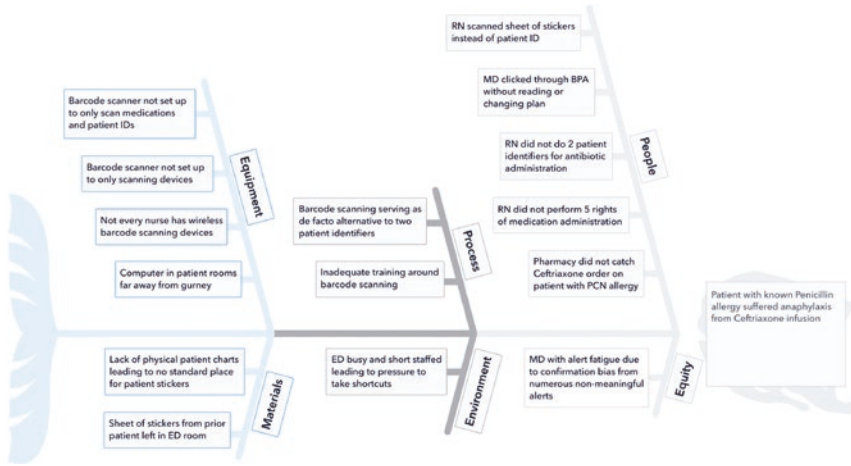 RN scanned sheet of stickers
instead of patient ID
MD clicked through BPA
without reading or
changing plan
RN did not do 2 patient
identifiers for antibiotic
administration
RN did not perform 5 rights
of medication administration
Pharmacy did not catch
Ceftriaxone order on
patient with PCN allergy
People
Barcode scanner not set up
to only scan medications
and patient IDs
Barcode scanner not set up
to only scanning devices
Not every nurse has wireless
barcode scanning devices
Computer in patient rooms
far away from gurney
Equipment
Barcode scanning serving as
de facto alternative to two
patient identifiers
Inadequate training around
barcode scanning
Process
Patient with known Penicillin
allergy suffered anaphylaxis
from Ceftriaxone infusion
Lack of physical patient charts
leading to no standard place
for patient stickers
Sheet of stickers from prior
patient left in ED room
Materials
ED busy and short staffed
leading to pressure to
take shortcuts
Environment
MD with alert fatigue due
to confirmation bias from
numerous non-meaningful
alerts
Equity